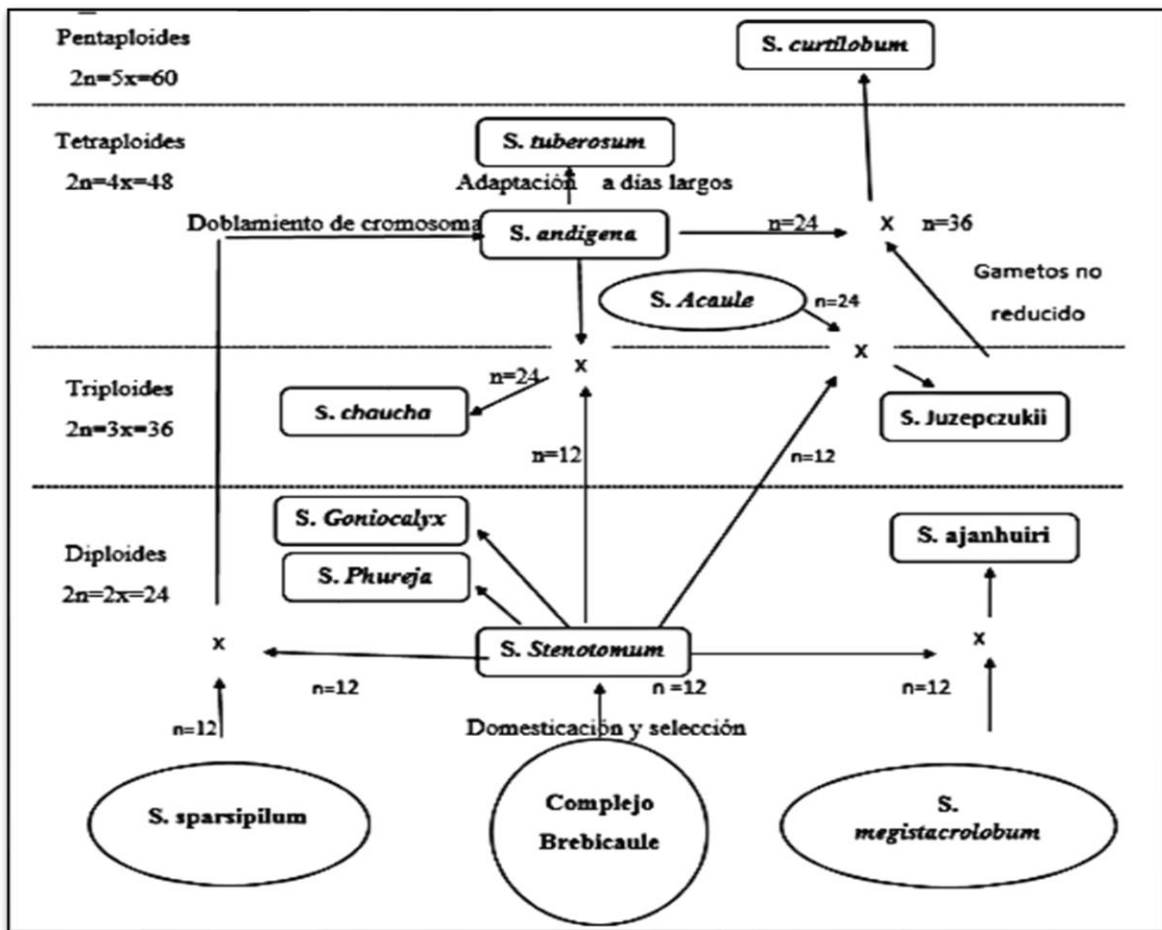 Pentaploides
2n=5x=60
S. curtilobum
Tetraploides
2n=4x=48
S. tuberosum
Adaptación a días largos
Doblamiento de cromosoma
S. andigena
n=24
X n=36
Gametos no
reducido
S. Acaule
n=24
X
X
Triploides
2n=3x=36
n=24
S. chaucha
S. Juzepczukii
n=12
n=12
Diploides
2n=2x=24
S. Goniocalyx
S. Phureja
S. ajanhuiri
X
S. Stenotomum
X
n=12
n =12
n=12
n=12
Domesticación y selección
S. sparsipilum
Complejo
Brebicaule
S.
megistacrolobum